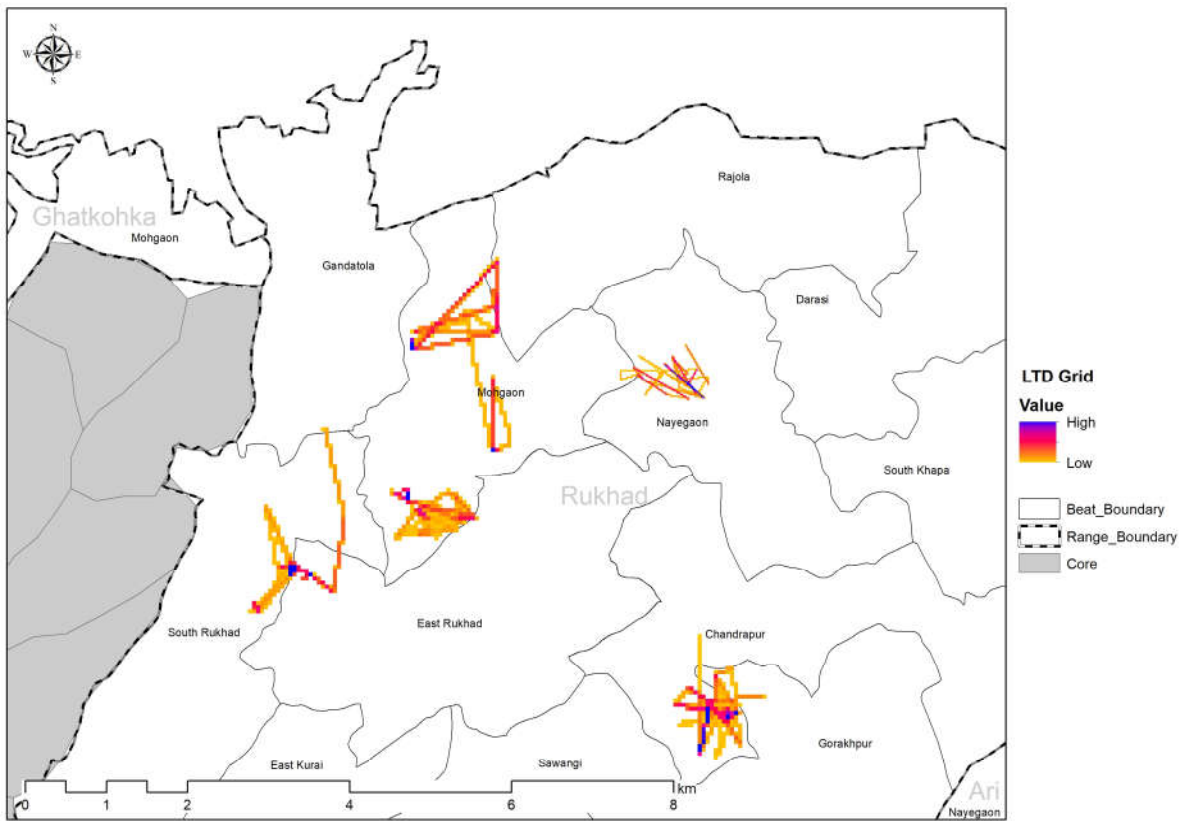 N
W E
S
Rajola
Ghatkohka
Mohgaon
Gandatola
Darasi
Mohgaon
Nayegaon
South Khapa
Rukhad
South Rukhad
East Rukhad
Chandrapur
Gorakhpur
East Kurai
Sawangi
km
0 1 2 4 6 8
Ari
Nayegaon
LTD Grid
Value
High
Low
Beat_Boundary
Range_Boundary
Core